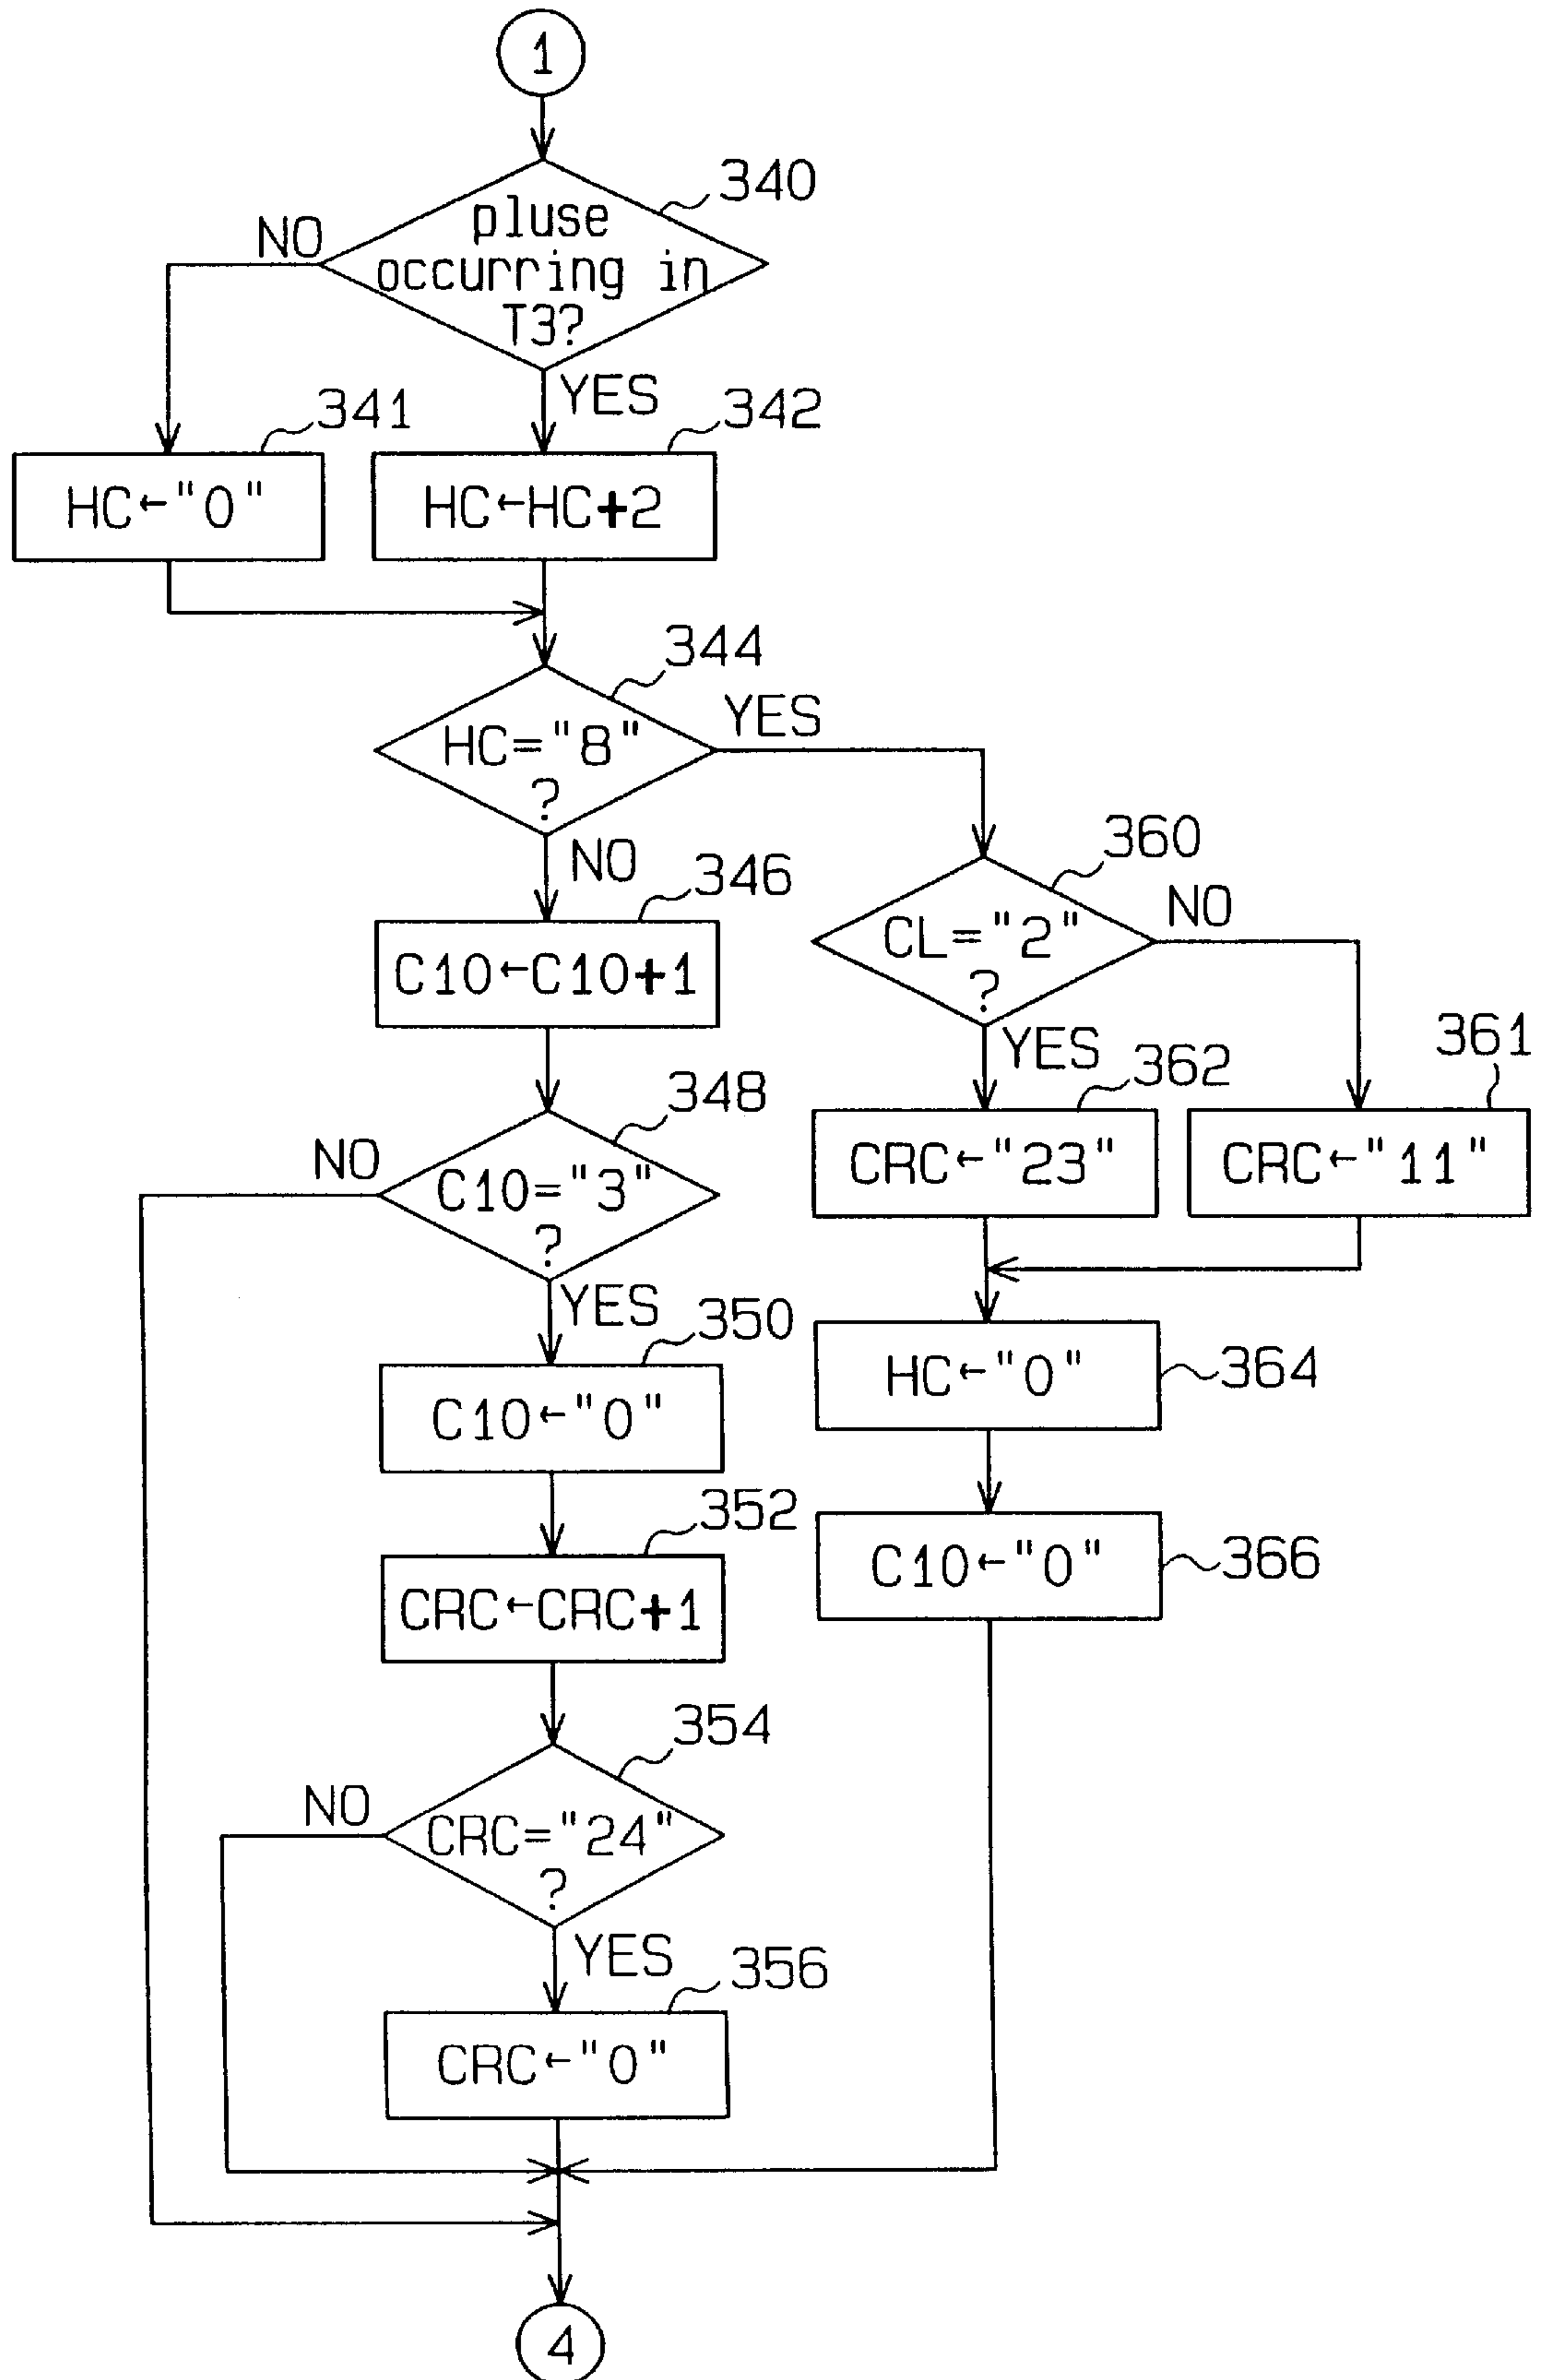 1
340
pluse
occurring in
T3?
NO
YES
341
342
HC←"0"
HC←HC+2
344
HC="8"
?
YES
NO
346
C10←C10+1
360
CL="2"
?
NO
YES
361
362
CRC←"23"
CRC←"11"
348
C10="3"
?
NO
YES
350
C10←"0"
HC←"0"
364
352
CRC←CRC+1
C10←"0"
366
354
CRC="24"
?
NO
YES
356
CRC←"0"
4